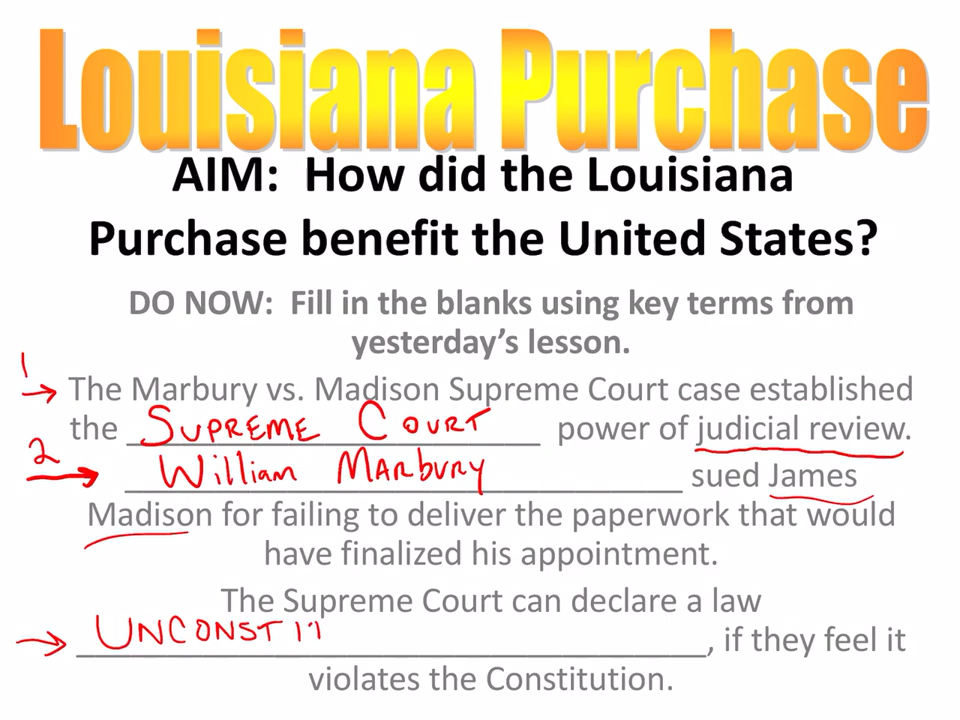 Louisiana Purchase
AIM: How did the Louisiana
Purchase benefit the United States?
DO NOW: Fill in the blanks using key terms from
yesterday's lesson.
1
The Marbury vs. Madison Supreme Court case established
the SUPREME COURT power of judicial review.
2
William MARBURY sued James
Madison for failing to deliver the paperwork that would
have finalized his appointment.
The Supreme Court can declare a law
UNCONSTIT, if they feel it
violates the Constitution.